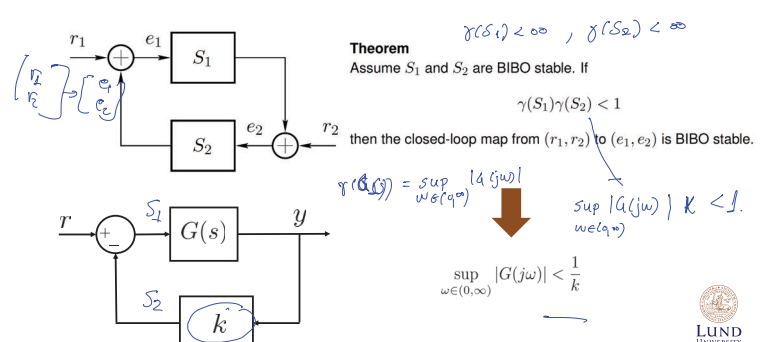 γ(S₁) < ∞ , γ(S₂) < ∞
r₁ e₁ S₁
[r₁ r₂] → [e₁ e₂]
S₂ e₂ r₂
Theorem
Assume S₁ and S₂ are BIBO stable. If
γ(S₁)γ(S₂) < 1
then the closed-loop map from (r₁, r₂) to (e₁, e₂) is BIBO stable.
= sup |G(jω)|
ω∈(0,∞)
sup |G(jω)| K < 1.
ω∈(0,∞)
S₁
r + − G(s) y
S₂
k
sup |G(jω)| < 1/k
ω∈(0,∞)
LUND
UNIVERSITY